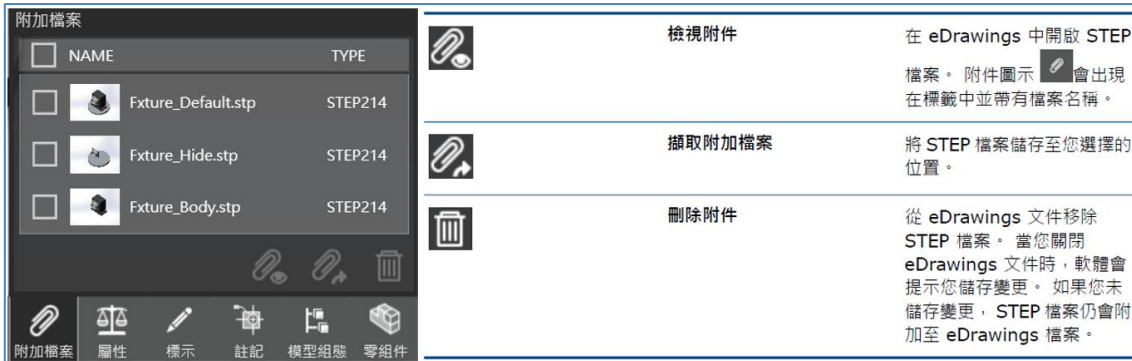 附加檔案
NAME TYPE
Fxture_Default.stp STEP214
Fxture_Hide.stp STEP214
Fxture_Body.stp STEP214
附加檔案 屬性 標示 註記 模型組態 零組件
檢視附件
在 eDrawings 中開啟 STEP
檔案。 附件圖示 會出現
在標籤中並帶有檔案名稱。
擷取附加檔案
將 STEP 檔案儲存至您選擇的
位置。
刪除附件
從 eDrawings 文件移除
STEP 檔案。 當您關閉
eDrawings 文件時，軟體會
提示您儲存變更。 如果您未
儲存變更， STEP 檔案仍會附
加至 eDrawings 檔案。